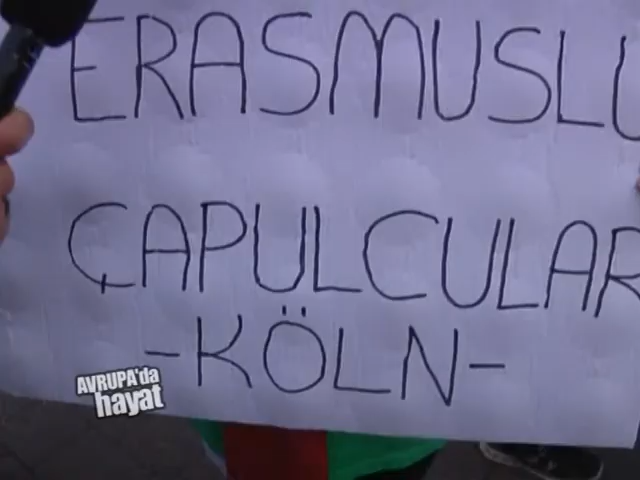 ERASMUSLU
ÇAPULCULAR
-KÖLN-
AVRUPA'da
hayat